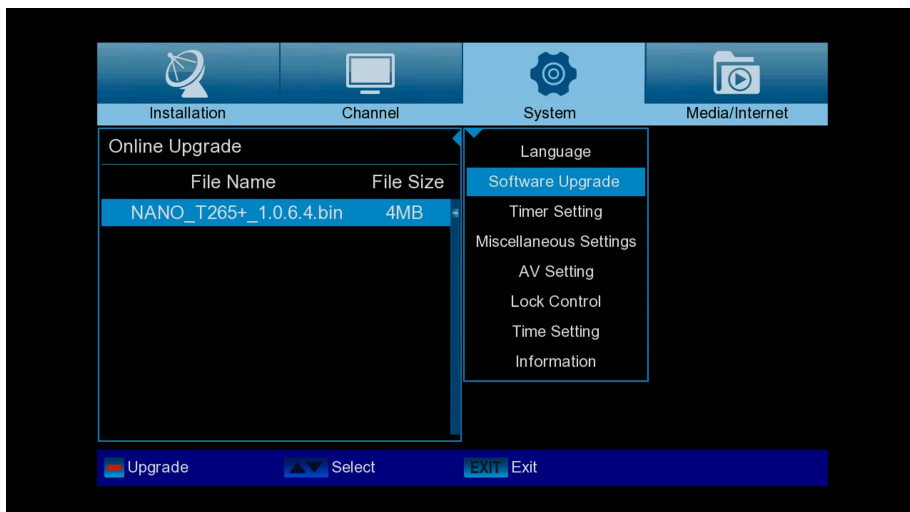 Installation
Channel
System
Media/Internet
Online Upgrade
File Name File Size
NANO_T265+_1.0.6.4.bin 4MB
Language
Software Upgrade
Timer Setting
Miscellaneous Settings
AV Setting
Lock Control
Time Setting
Information
Upgrade
Select
EXIT Exit